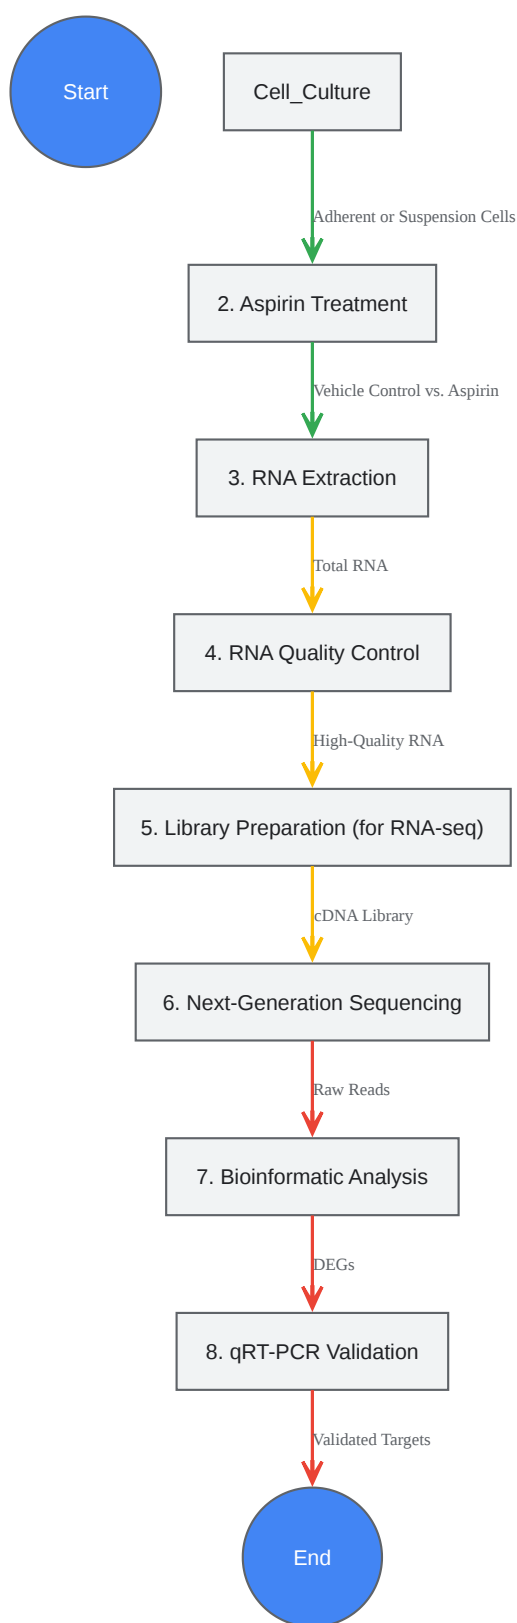 Start
Cell_Culture
Adherent or Suspension Cells
2. Aspirin Treatment
Vehicle Control vs. Aspirin
3. RNA Extraction
Total RNA
4. RNA Quality Control
High-Quality RNA
5. Library Preparation (for RNA-seq)
cDNA Library
6. Next-Generation Sequencing
Raw Reads
7. Bioinformatic Analysis
DEGs
8. qRT-PCR Validation
Validated Targets
End